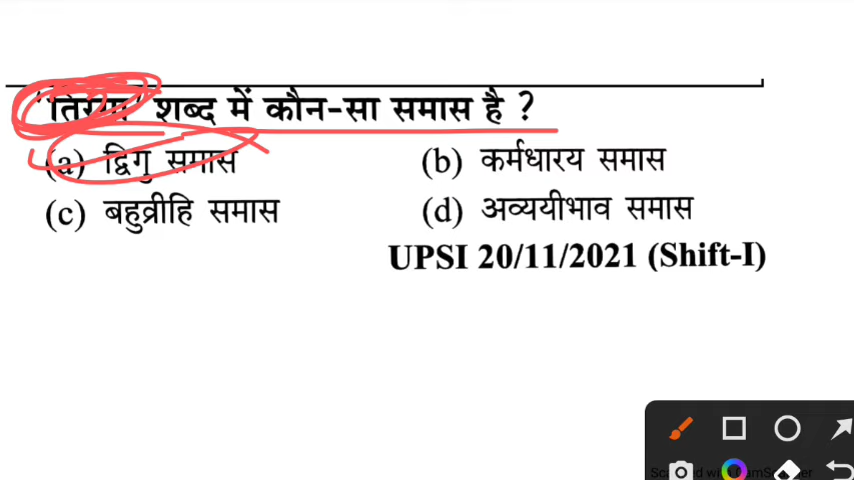 'तिरंगा' शब्द में कौन-सा समास है ?
(a) द्विगु समास (b) कर्मधारय समास
(c) बहुव्रीहि समास (d) अव्ययीभाव समास
UPSI 20/11/2021 (Shift-I)